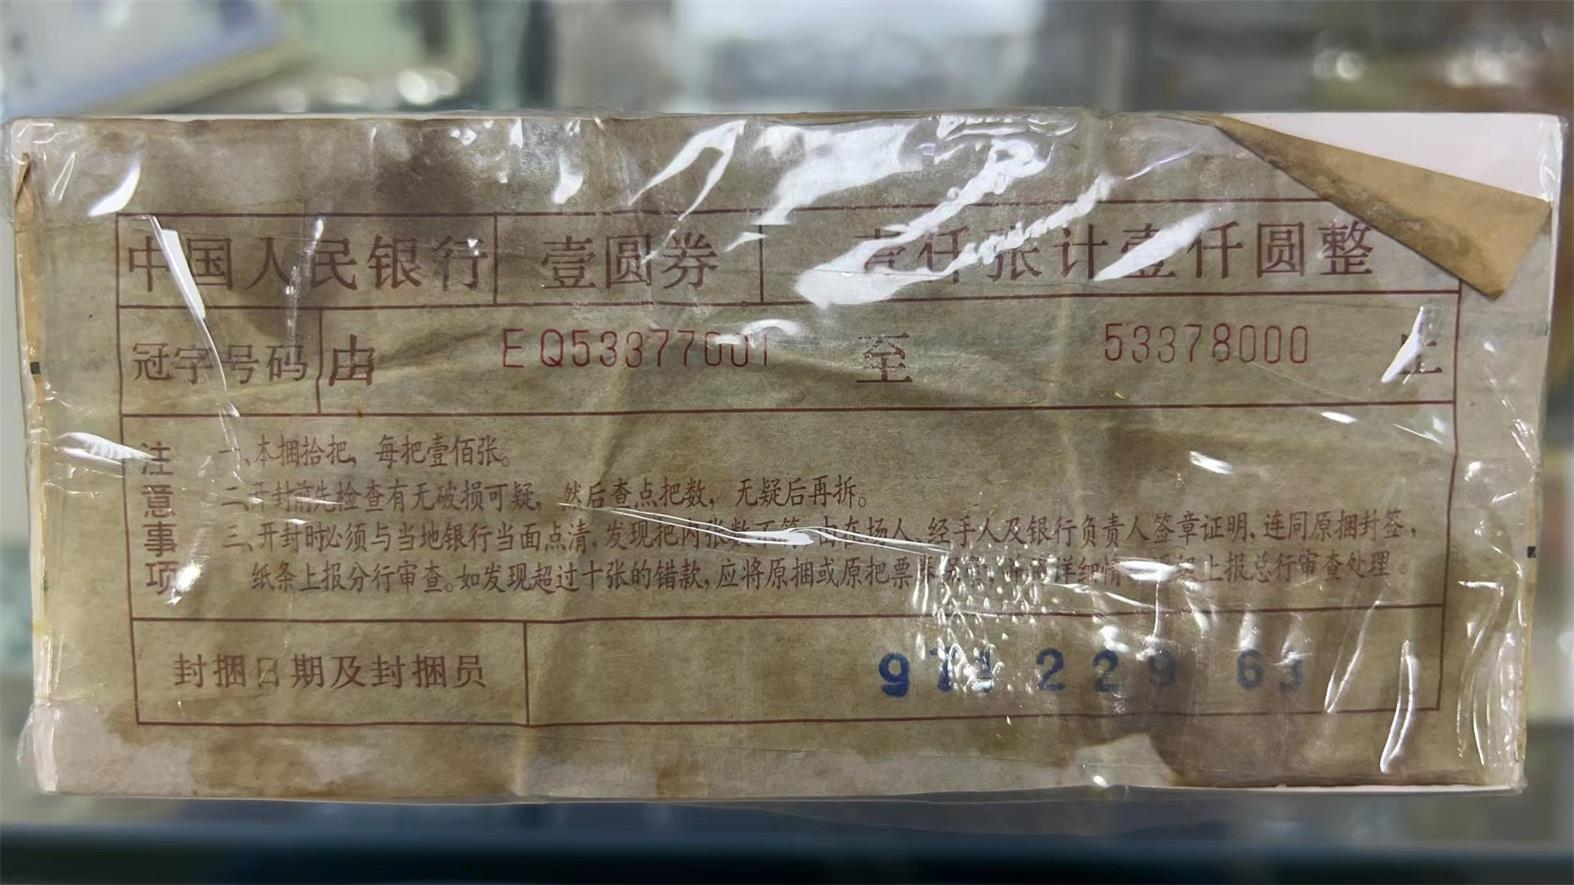 中国人民银行 壹圆券 壹仟张计壹仟圆整
冠字号码 由 EQ53377001 至 53378000 止
注意事项
一、本捆拾把，每把壹佰张。
二、开封前先检查有无破损可疑，然后查点把数，无疑后再拆。
三、开封时必须与当地银行当面点清，发现把内张数不符，由在场人、经手人及银行负责人签章证明，连同原捆封签，
纸条上报分行审查。如发现超过十张的错款，应将原捆或原把票 上报总行审查处理。
封捆日期及封捆员 971 229 63